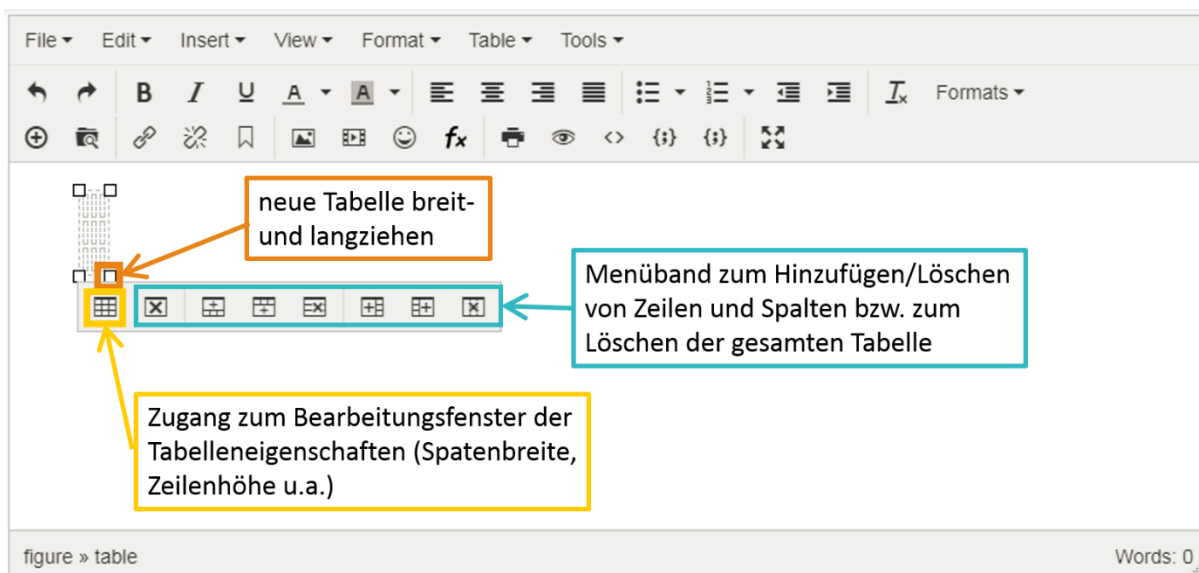 File Edit Insert View Format Table Tools
B I U A A Formats
fx
neue Tabelle breit-
und langziehen
Menüband zum Hinzufügen/Löschen
von Zeilen und Spalten bzw. zum
Löschen der gesamten Tabelle
Zugang zum Bearbeitungsfenster der
Tabelleneigenschaften (Spatenbreite,
Zeilenhöhe u.a.)
figure » table Words: 0